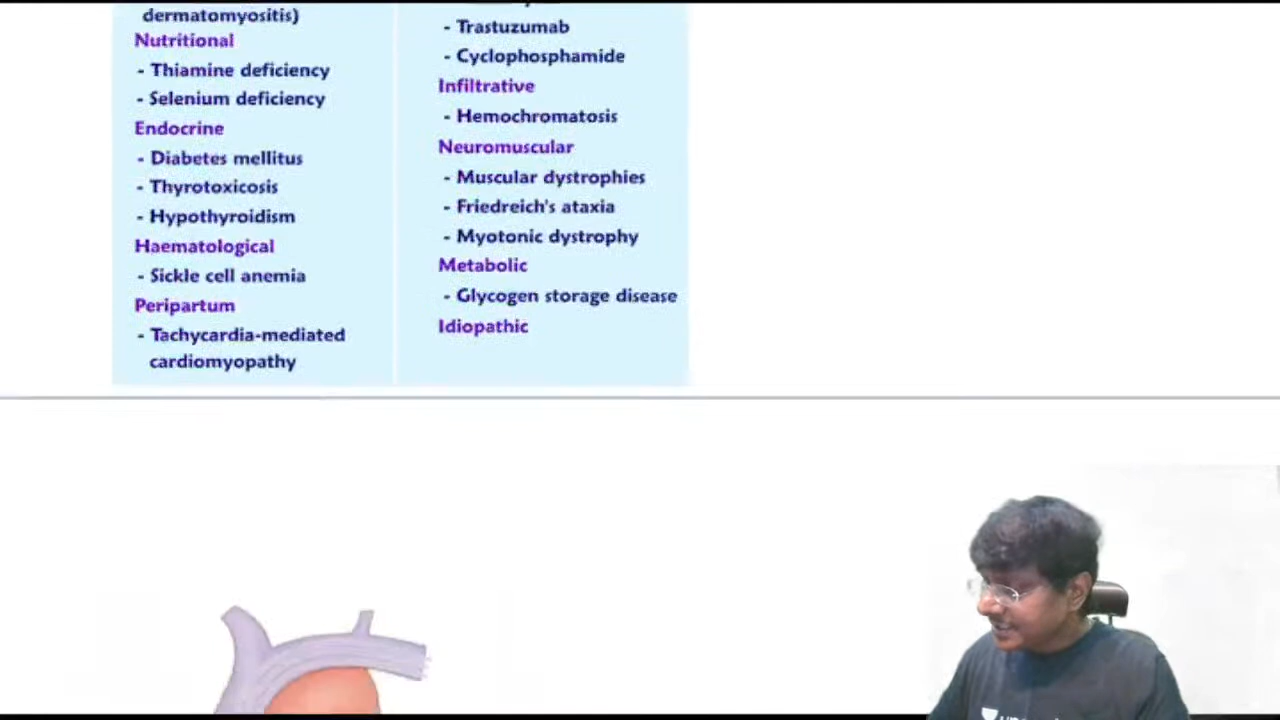 dermatomyositis)
Nutritional
- Thiamine deficiency
- Selenium deficiency
Endocrine
- Diabetes mellitus
- Thyrotoxicosis
- Hypothyroidism
Haematological
- Sickle cell anemia
Peripartum
- Tachycardia-mediated
cardiomyopathy
- Trastuzumab
- Cyclophosphamide
Infiltrative
- Hemochromatosis
Neuromuscular
- Muscular dystrophies
- Friedreich's ataxia
- Myotonic dystrophy
Metabolic
- Glycogen storage disease
Idiopathic